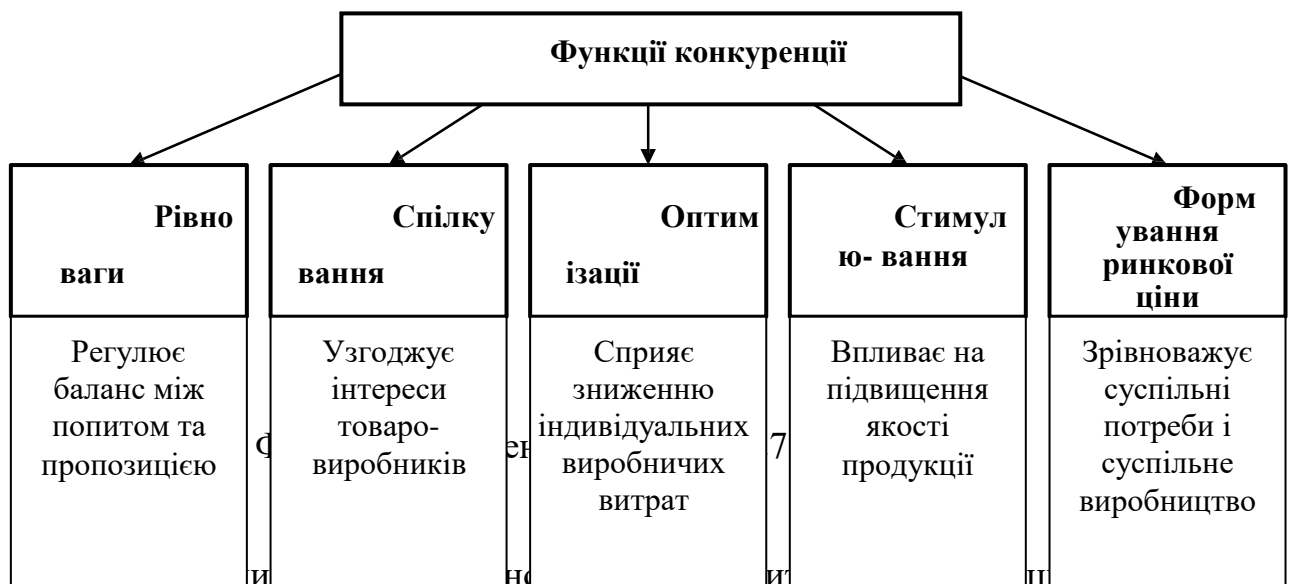 Функції конкуренції
Рівно
ваги
Спілку
вання
Оптим
ізації
Стимул
ю- вання
Форм
ування
ринкової
ціни
Регулює
баланс між
попитом та
пропозицією
Узгоджує
інтереси
товаро-
виробників
Сприяє
зниженню
індивідуальних
виробничих
витрат
Впливає на
підвищення
якості
продукції
Зрівноважує
суспільні
потреби і
суспільне
виробництво